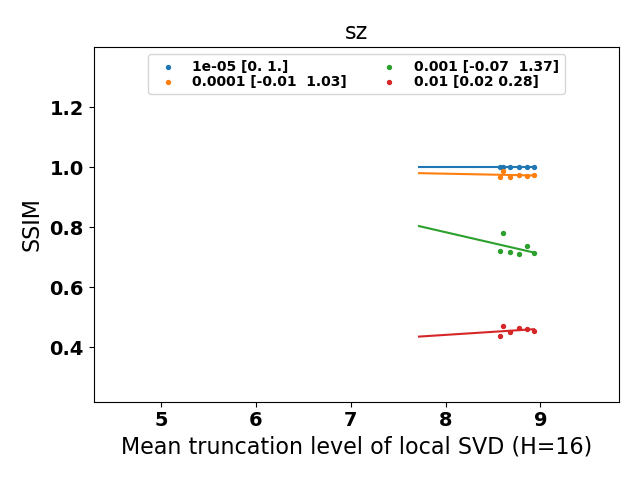 sz
1e-05 [0. 1.]
0.0001 [-0.01  1.03]
0.001 [-0.07  1.37]
0.01 [0.02 0.28]
SSIM
1.2
1.0
0.8
0.6
0.4
5 6 7 8 9
Mean truncation level of local SVD (H=16)